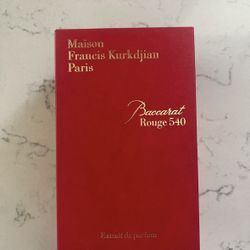 Maison
Francis Kurkdjian
Paris
Baccarat
Rouge 540
Extrait de parfum